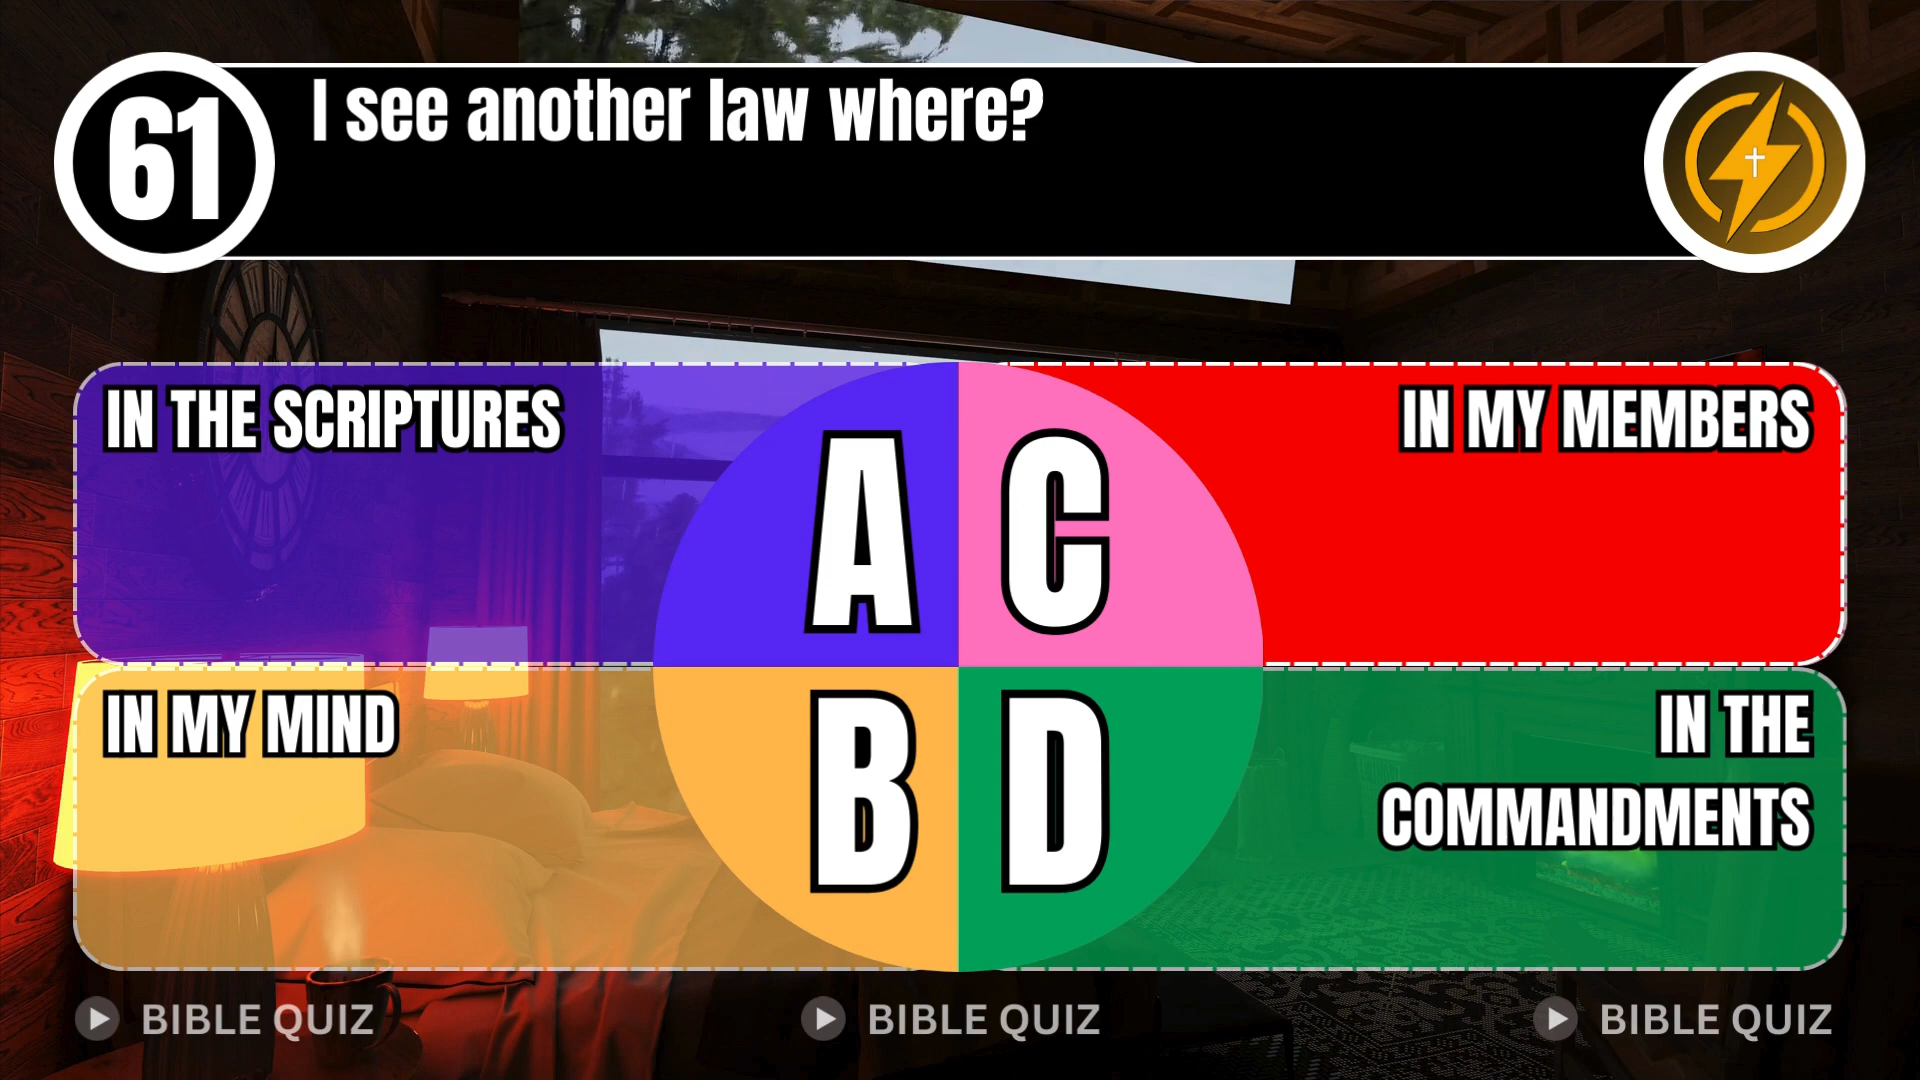 61
I see another law where?
IN THE SCRIPTURES
A
C
IN MY MEMBERS
IN MY MIND
B
D
IN THE
COMMANDMENTS
BIBLE QUIZ
BIBLE QUIZ
BIBLE QUIZ